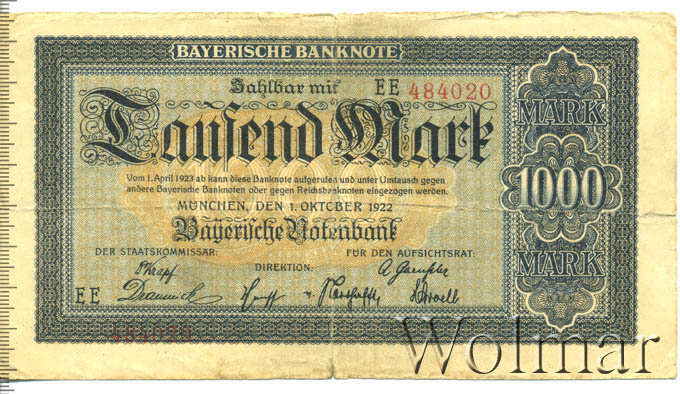 BAYERISCHE BANKNOTE
Zahlbar mit EE 484020
Tausend Mark
Vom 1. April 1923 ab kann diese Banknote aufgerufen und unter Umtausch gegen
andere Bayerische Banknoten oder gegen Reichsbanknoten eingezogen werden.
MÜNCHEN, DEN 1. OKTOBER 1922
Bayerische Notenbank
DER STAATSKOMMISSAR: FÜR DEN AUFSICHTSRAT:
DIREKTION:
EE
484020
MARK
1000
MARK
Wolmar